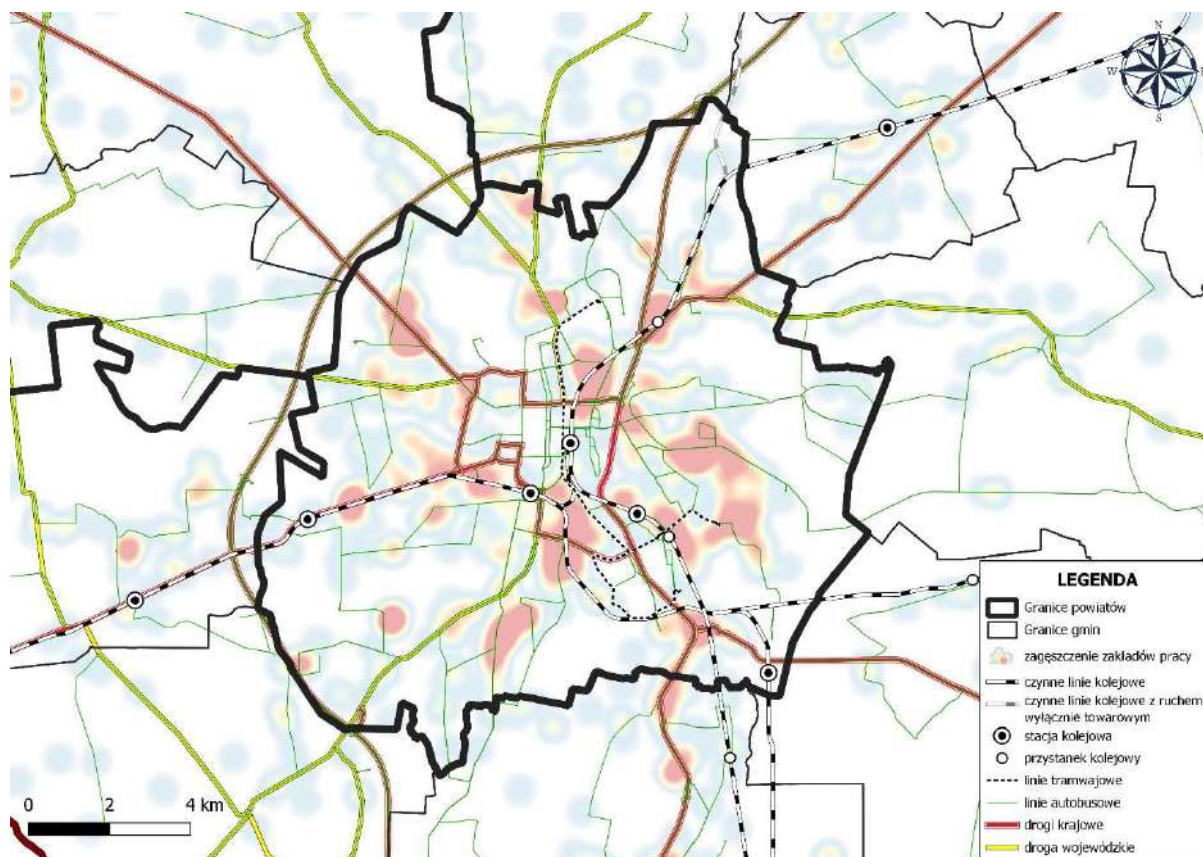 N
W
S
LEGENDA
Granice powiatów
Granice gmin
zagęszczenie zakładów pracy
czynne linie kolejowe
czynne linie kolejowe z ruchem
wyłącznie towarowym
stacja kolejowa
przystanek kolejowy
linie tramwajowe
linie autobusowe
drogi krajowe
droga wojewódzkie
0 2 4 km